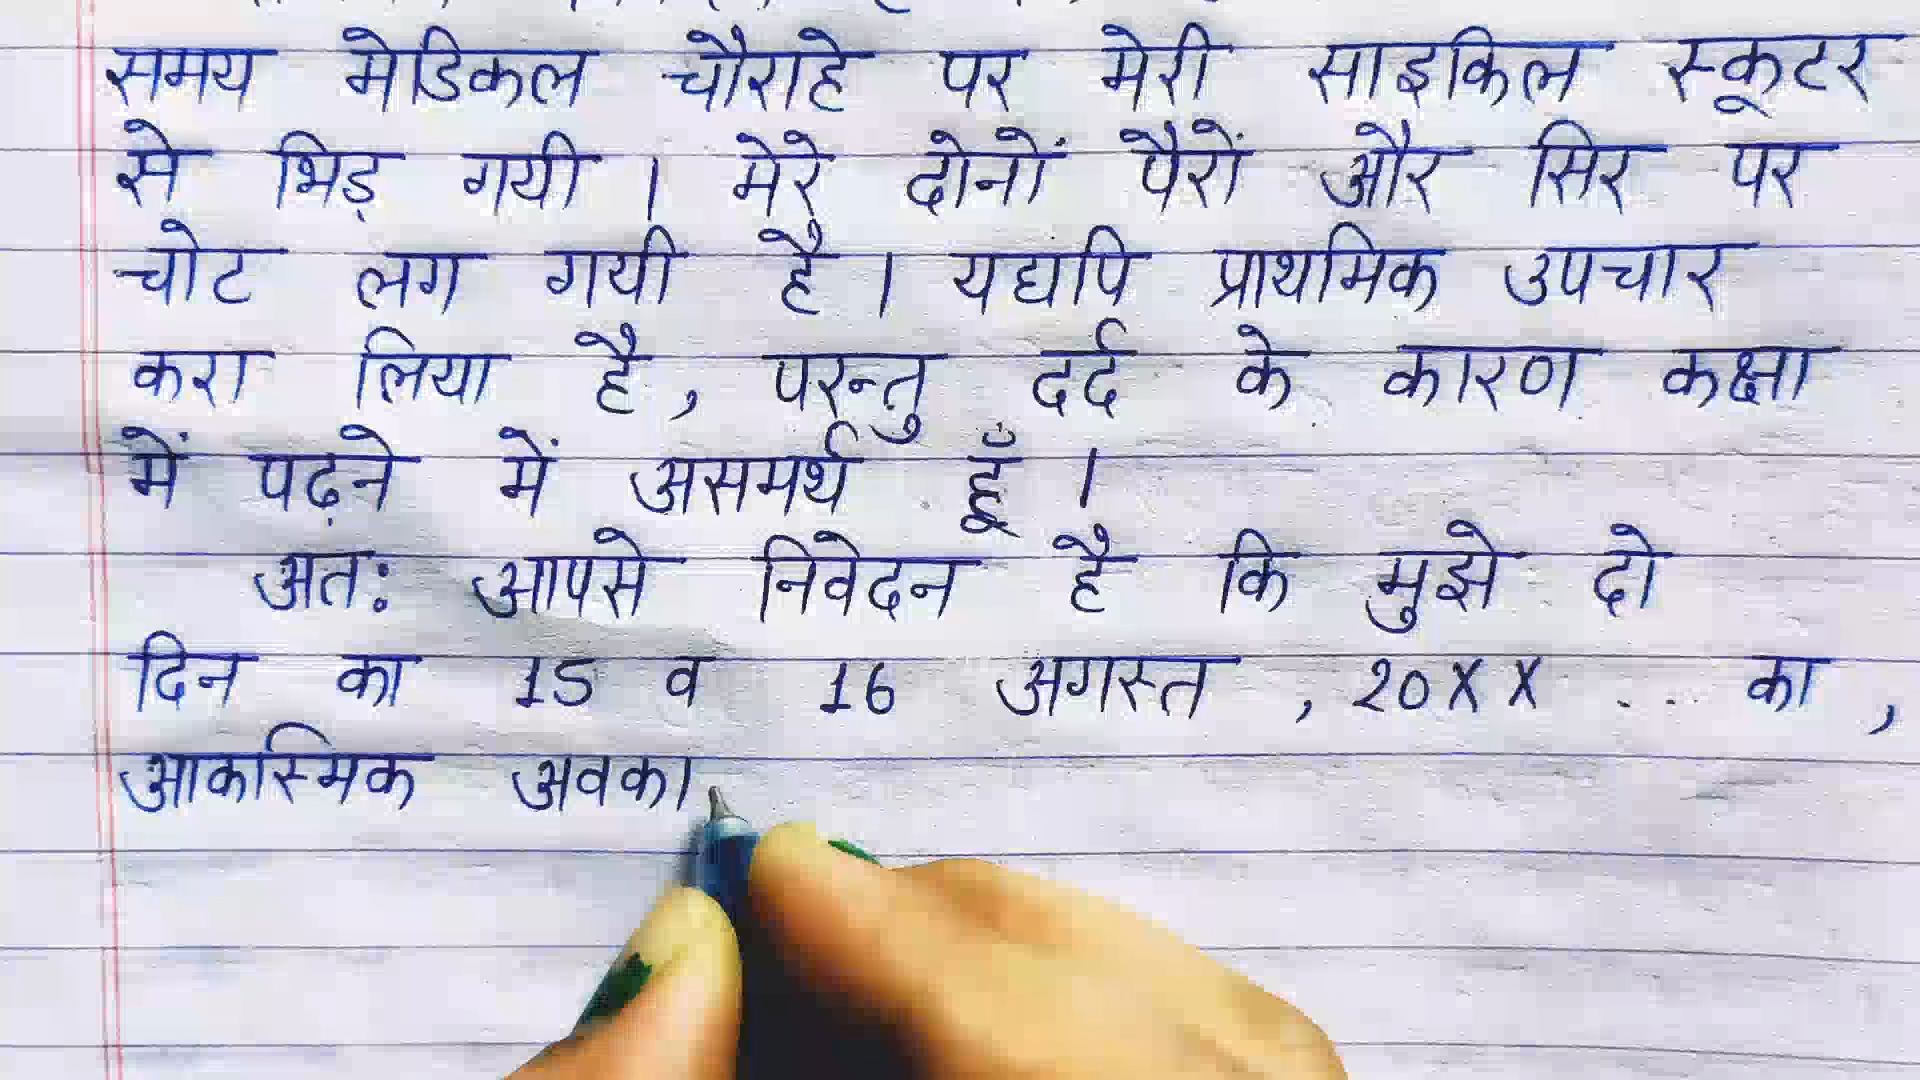 समय मेडिकल चौराहे पर मेरी साइकिल स्कूटर
से भिड़ गयी । मेरे दोनों पैरों और सिर पर
चोट लग गयी है । यद्यपि प्राथमिक उपचार
करा लिया है, परन्तु दर्द के कारण कक्षा
में पढ़ने में असमर्थ हूँ ।
अत: आपसे निवेदन है कि मुझे दो
दिन का 15 व 16 अगस्त , 20XX ... का ,
आकस्मिक अवका